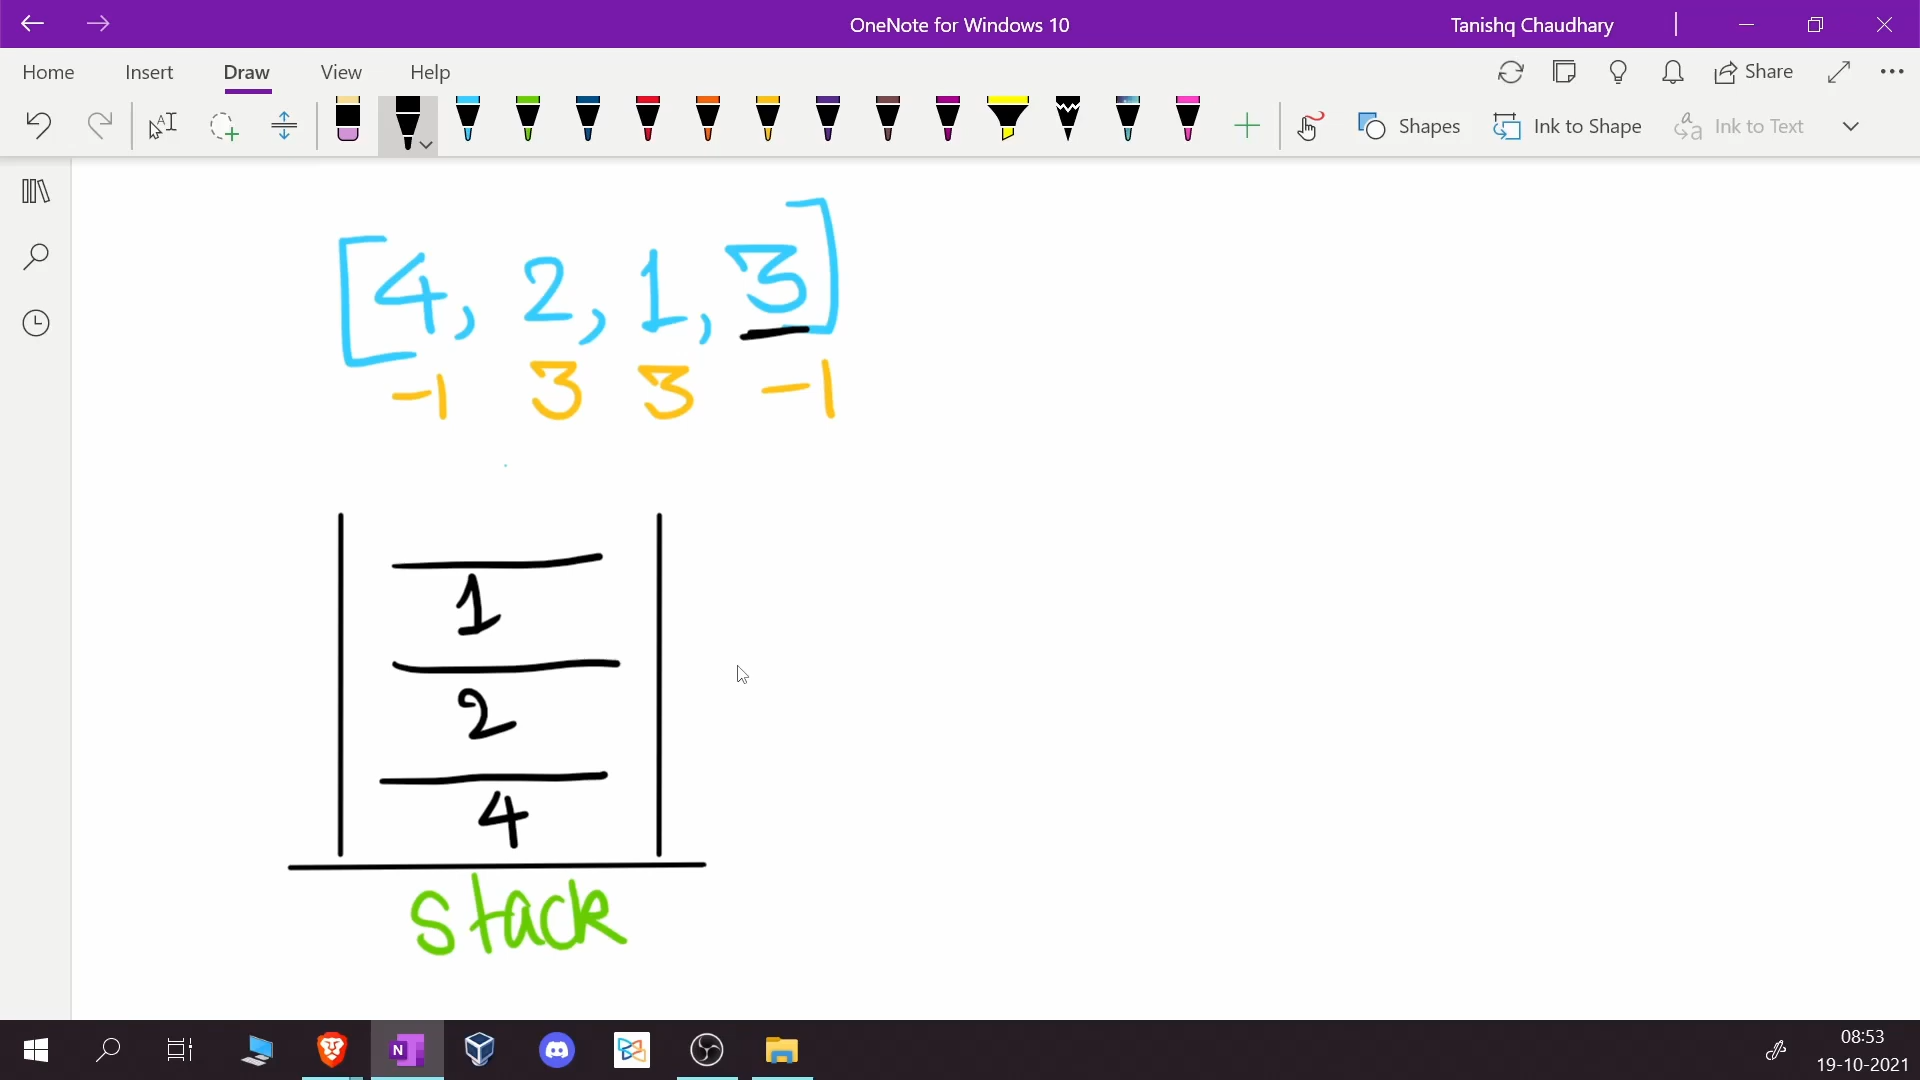 OneNote for Windows 10 Tanishq Chaudhary
Home Insert Draw View Help Share
Shapes Ink to Shape Ink to Text
[4, 2, 1, 3]
-1 3 3 -1
1
2
4
stack
08:53
19-10-2021